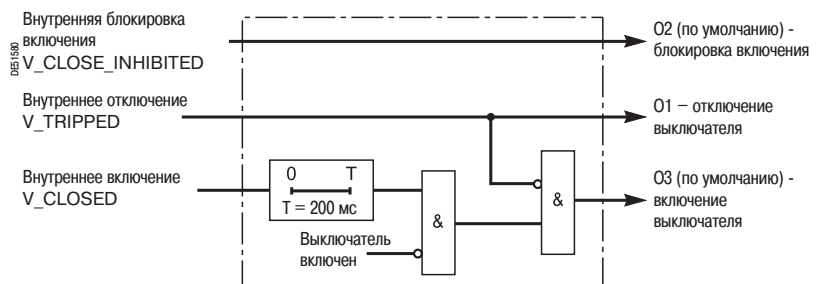 Внутренняя блокировка
включения
V_CLOSE_INHIBITED
DE51580
O2 (по умолчанию) -
блокировка включения
Внутреннее отключение
V_TRIPPED
O1 – отключение
выключателя
Внутреннее включение
V_CLOSED
0 T
T = 200 мс
&
&
Выключатель
включен
O3 (по умолчанию) -
включение
выключателя